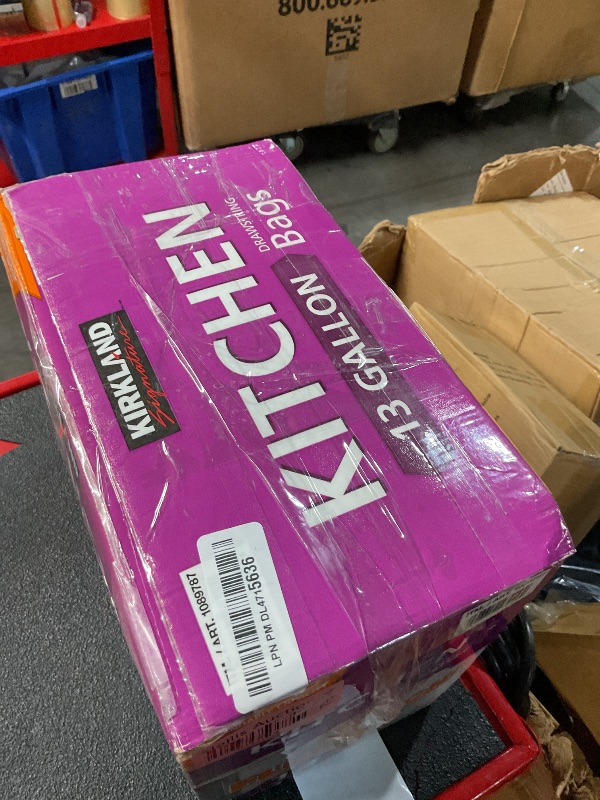 KIRKLAND
Signature
KITCHEN
13 GALLON
DRAWSTRING
Bags
ART. 1089787
LPN PM DL4715636